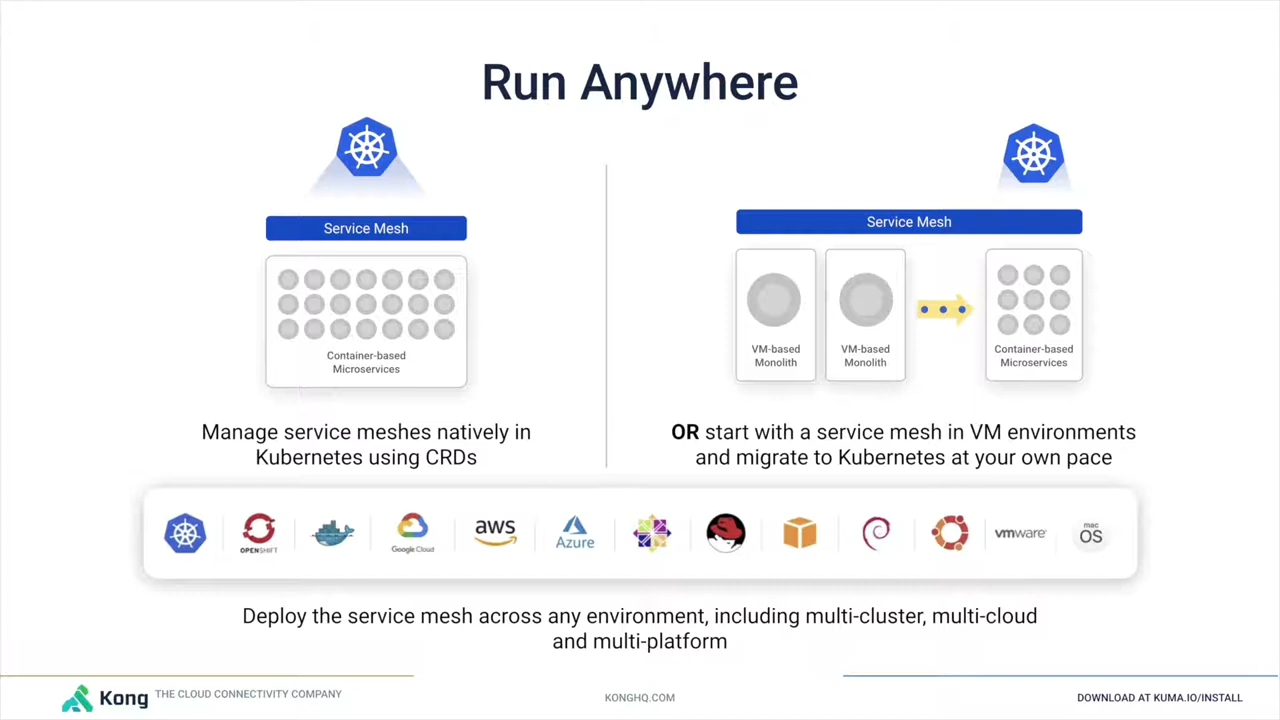 Run Anywhere
Service Mesh
Container-based
Microservices
Manage service meshes natively in
Kubernetes using CRDs
Service Mesh
VM-based
Monolith
VM-based
Monolith
Container-based
Microservices
OR start with a service mesh in VM environments
and migrate to Kubernetes at your own pace
OPENSHIFT
Google Cloud
aws
Azure
vmware
mac
OS
Deploy the service mesh across any environment, including multi-cluster, multi-cloud
and multi-platform
Kong THE CLOUD CONNECTIVITY COMPANY
KONGHQ.COM
DOWNLOAD AT KUMA.IO/INSTALL